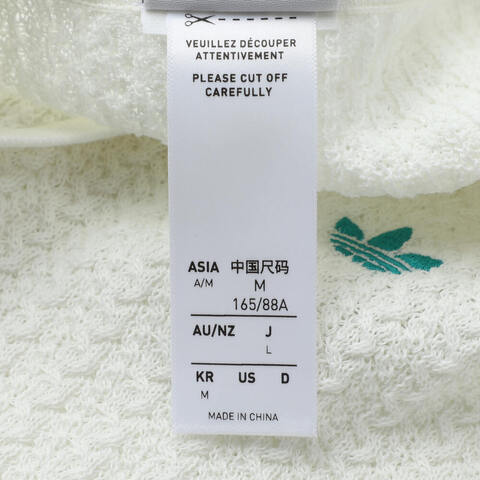 VEUILLEZ DÉCOUPER
ATTENTIVEMENT
PLEASE CUT OFF
CAREFULLY
ASIA 中国尺码
A/M M
165/88A
AU/NZ J
L
KR US D
M
MADE IN CHINA